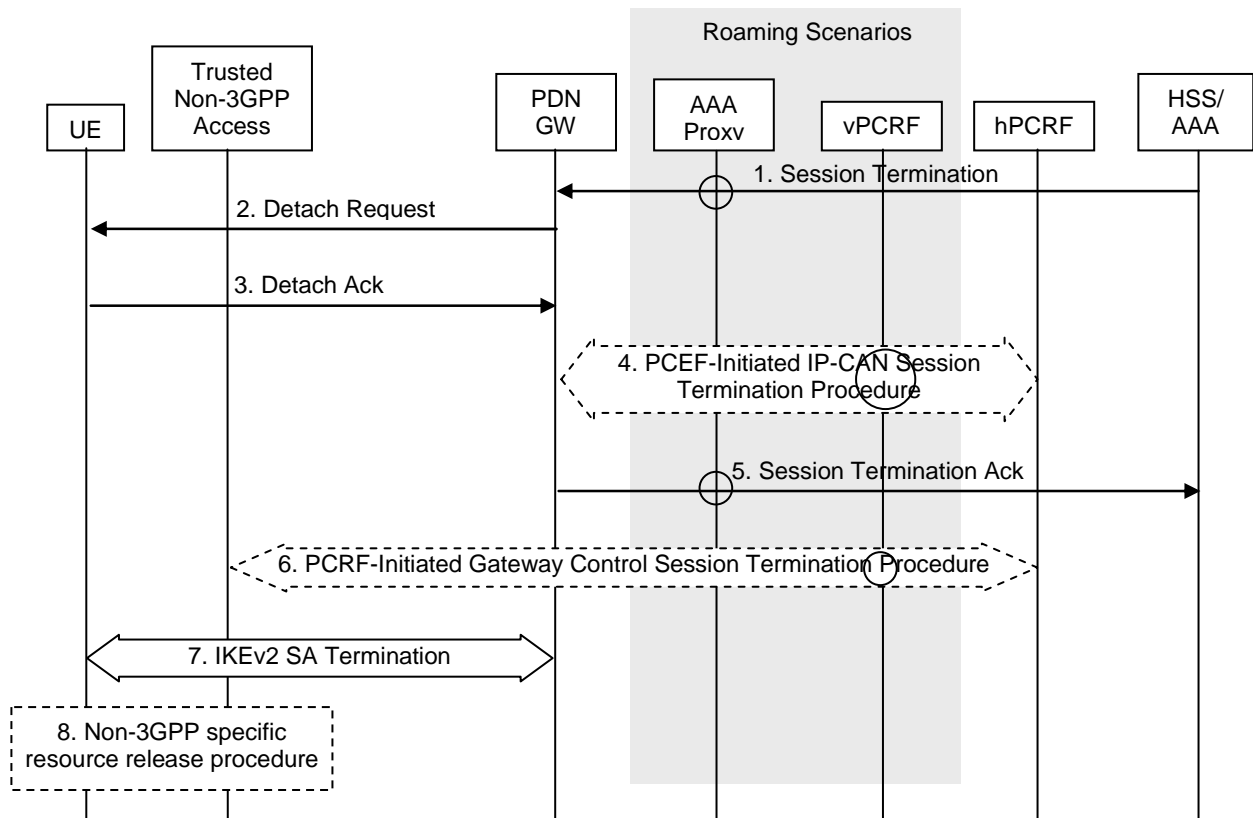 Roaming Scenarios
UE
Trusted
Non-3GPP
Access
PDN
GW
AAA
Proxv
vPCRF
hPCRF
HSS/
AAA
1. Session Termination
2. Detach Request
3. Detach Ack
4. PCEF-Initiated IP-CAN Session
Termination Procedure
5. Session Termination Ack
6. PCRF-Initiated Gateway Control Session Termination Procedure
7. IKEv2 SA Termination
8. Non-3GPP specific
resource release procedure